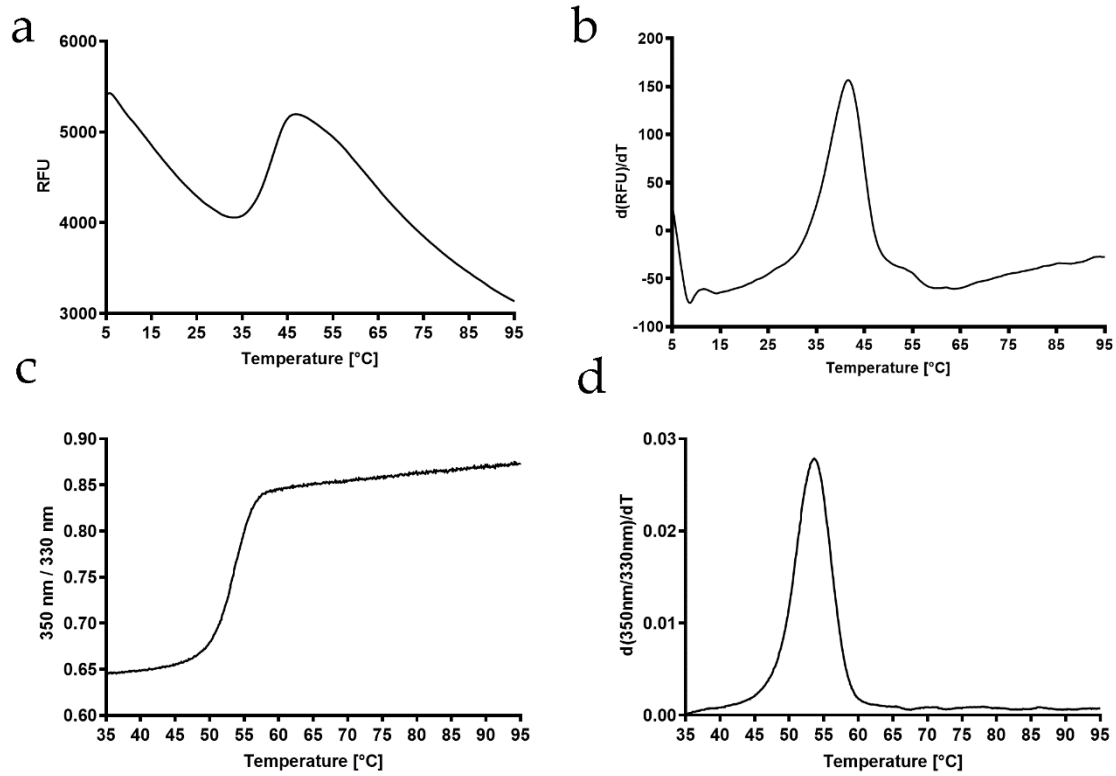 a
6000
5000
4000
3000
RFU
5 15 25 35 45 55 65 75 85 95
Temperature [°C]
b
200
150
100
50
0
-50
-100
d(RFU)/dT
5 15 25 35 45 55 65 75 85 95
Temperature [°C]
c
0.90
0.85
0.80
0.75
0.70
0.65
0.60
350 nm / 330 nm
35 40 45 50 55 60 65 70 75 80 85 90 95
Temperature [°C]
d
0.03
0.02
0.01
0.00
d(350nm/330nm)/dT
35 40 45 50 55 60 65 70 75 80 85 90 95
Temperature [°C]